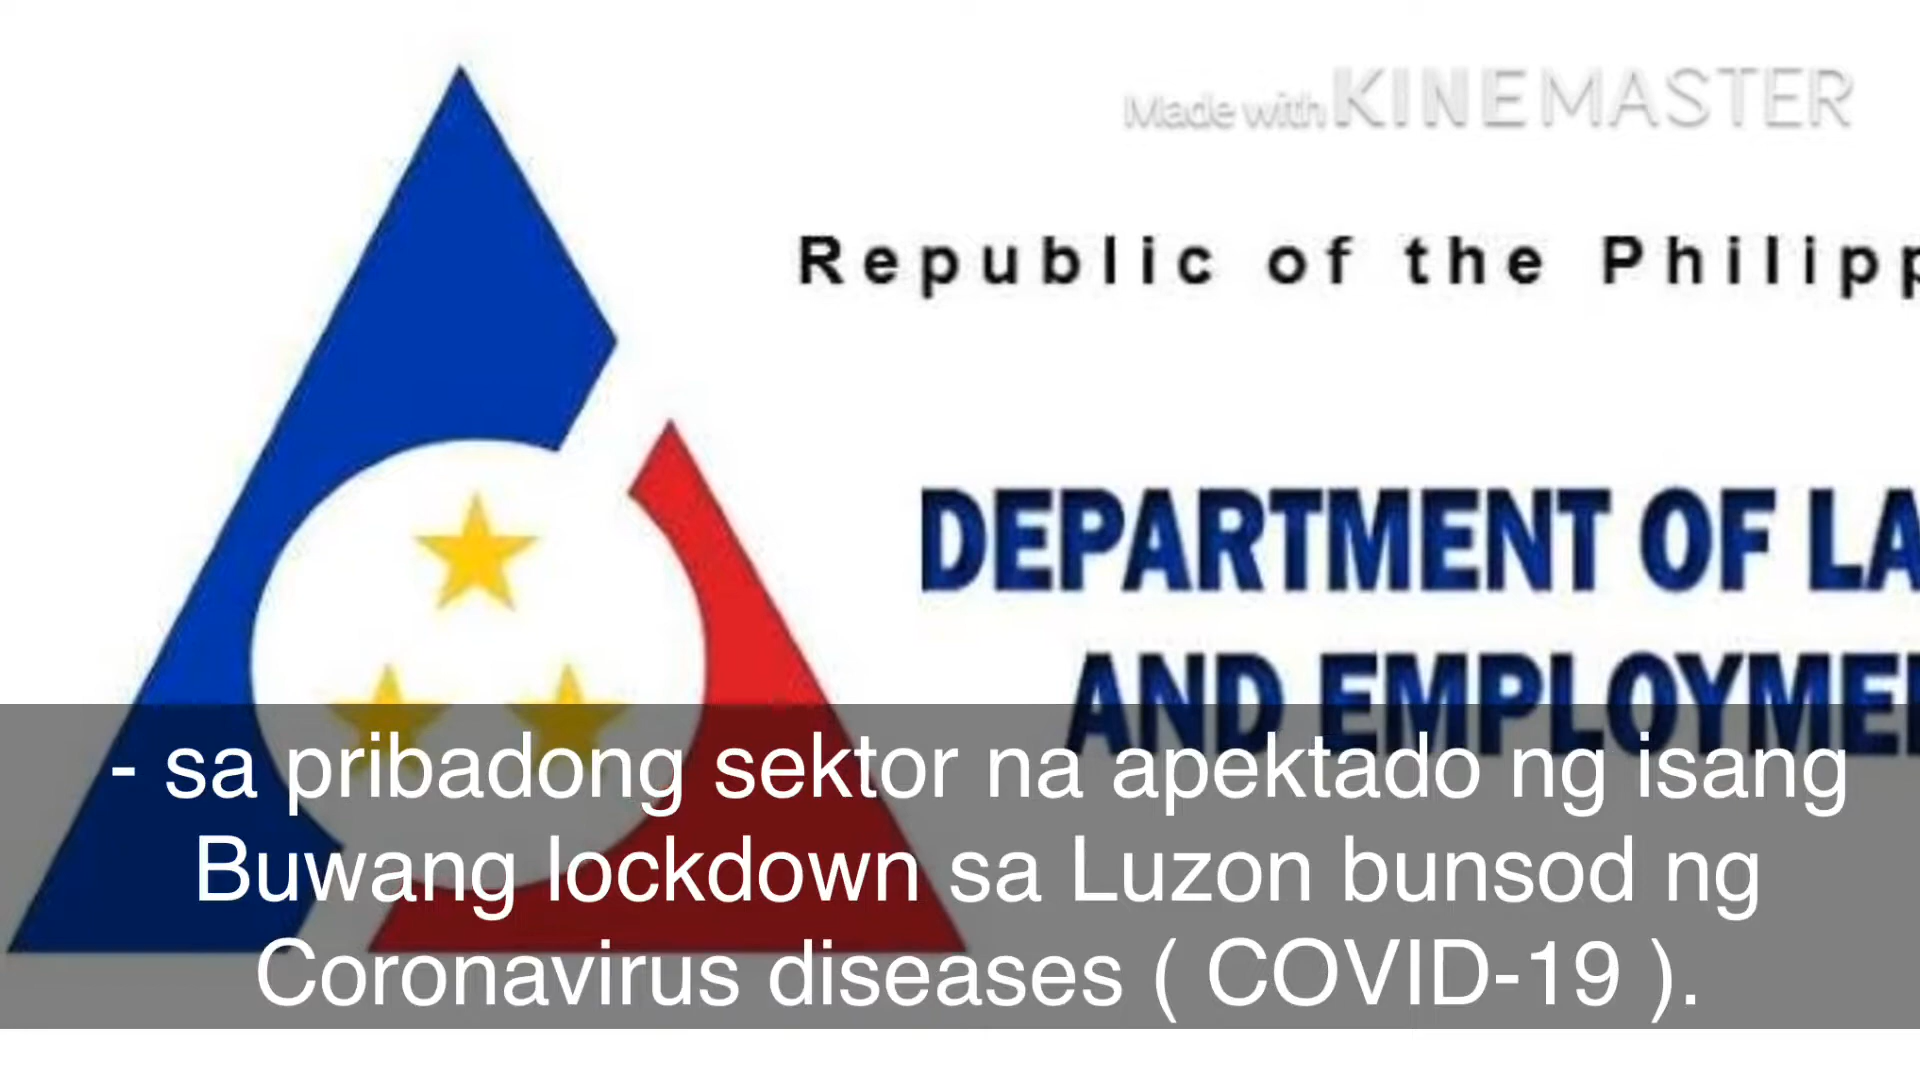 Made with KINEMASTER
Republic of the Philipp
DEPARTMENT OF LA
AND EMPLOYME
- sa pribadong sektor na apektado ng isang
Buwang lockdown sa Luzon bunsod ng
Coronavirus diseases ( COVID-19 ).